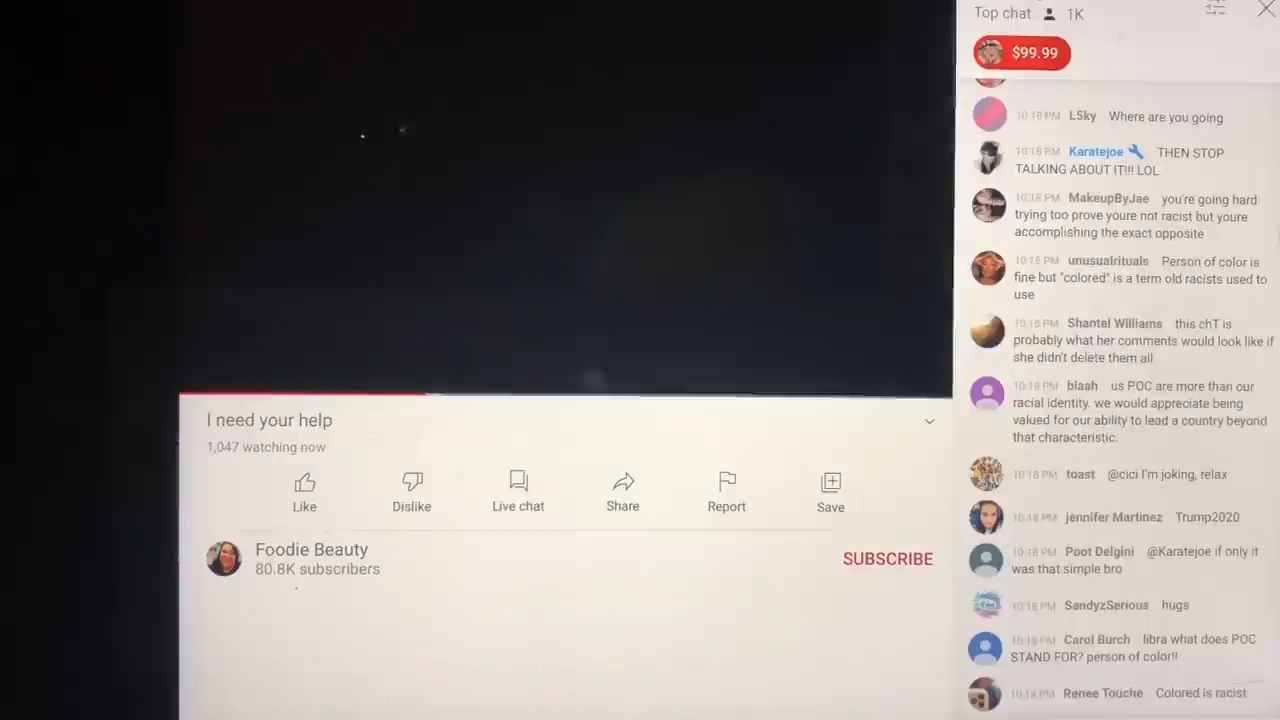 Top chat 1K
$99.99
10:18 PM L5ky Where are you going
10:18 PM Karatejoe THEN STOP
TALKING ABOUT IT!!! LOL
10:18 PM MakeupByJae you're going hard
trying too prove youre not racist but youre
accomplishing the exact opposite
10:18 PM unusualrituals Person of color is
fine but "colored" is a term old racists used to
use
10:18 PM Shantel Williams this chT is
probably what her comments would look like if
she didn't delete them all
10:18 PM blaah us POC are more than our
racial identity. we would appreciate being
valued for our ability to lead a country beyond
that characteristic.
10:18 PM toast @cici I'm joking, relax
10:18 PM jennifer Martinez Trump2020
10:18 PM Poot Delgini @Karatejoe if only it
was that simple bro
10:18 PM SandyzSerious hugs
10:18 PM Carol Burch libra what does POC
STAND FOR? person of color!!
10:18 PM Renee Touche Colored is racist
I need your help
1,047 watching now
Like Dislike Live chat Share Report Save
Foodie Beauty
80.8K subscribers
SUBSCRIBE